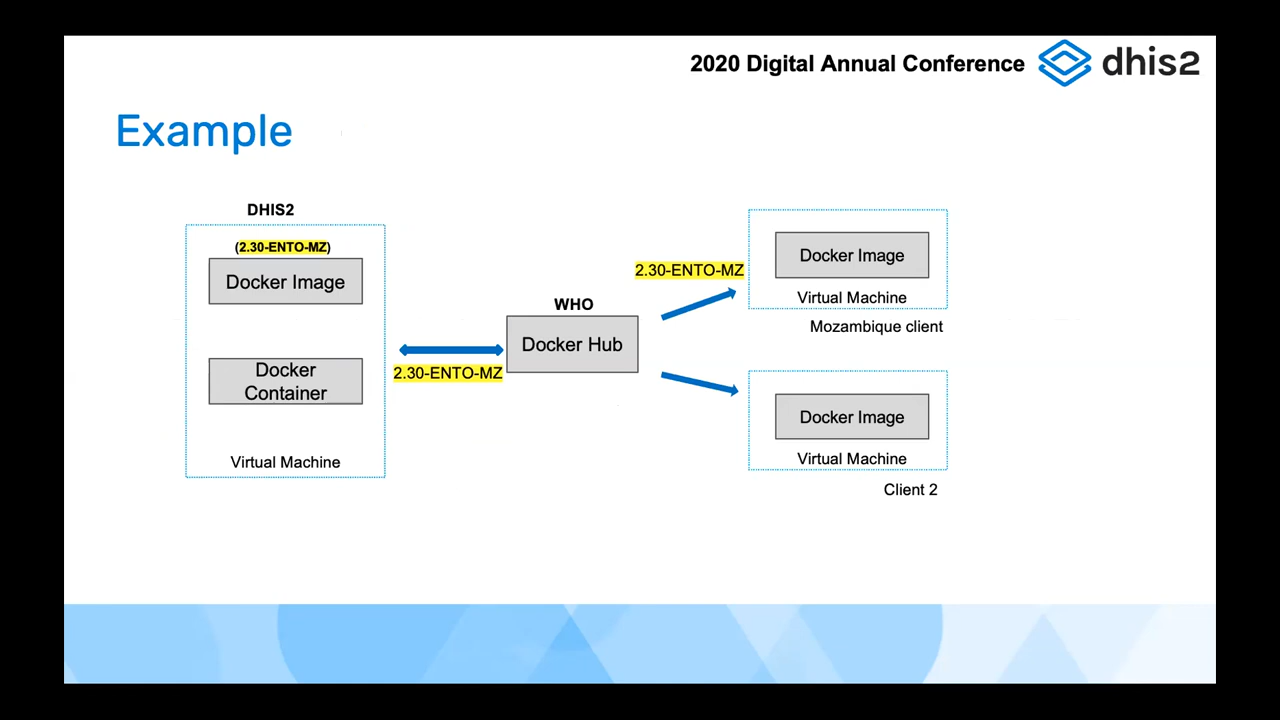 2020 Digital Annual Conference
dhis2
Example
DHIS2
(2.30-ENTO-MZ)
Docker Image
Docker
Container
Virtual Machine
2.30-ENTO-MZ
WHO
Docker Hub
2.30-ENTO-MZ
Docker Image
Virtual Machine
Mozambique client
Docker Image
Virtual Machine
Client 2